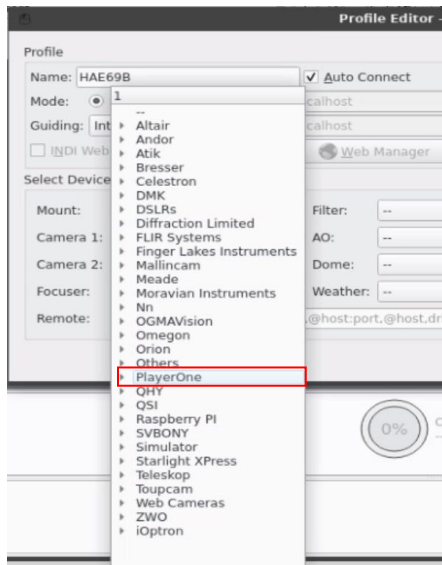 Profile Editor -
Profile
Name: HAE69B
Auto Connect
Mode:
1
calhost
--
Guiding: Int
calhost
INDI Web
Web Manager
Select Device
Mount:
Filter: --
Camera 1:
AO: --
Camera 2:
Dome: --
Focuser:
Weather: --
Remote:
,@host:port,@host,dr
Altair
Andor
Atik
Bresser
Celestron
DMK
DSLRs
Diffraction Limited
FLIR Systems
Finger Lakes Instruments
Mallincam
Meade
Moravian Instruments
Nn
OGMAVision
Omegon
Orion
Others
PlayerOne
QHY
QSI
Raspberry PI
SVBONY
Simulator
Starlight XPress
Teleskop
Toupcam
Web Cameras
ZWO
iOptron
0%